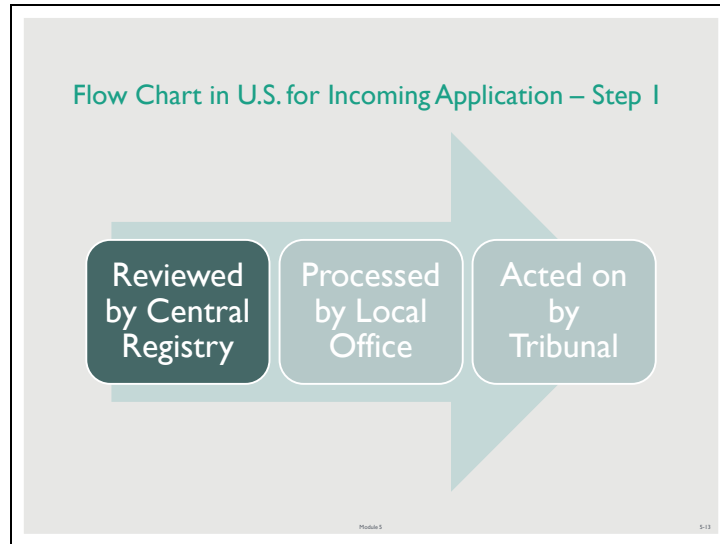 Flow Chart in U.S. for Incoming Application – Step 1
Reviewed
by Central
Registry
Processed
by Local
Office
Acted on
by
Tribunal
Module 5
5-13